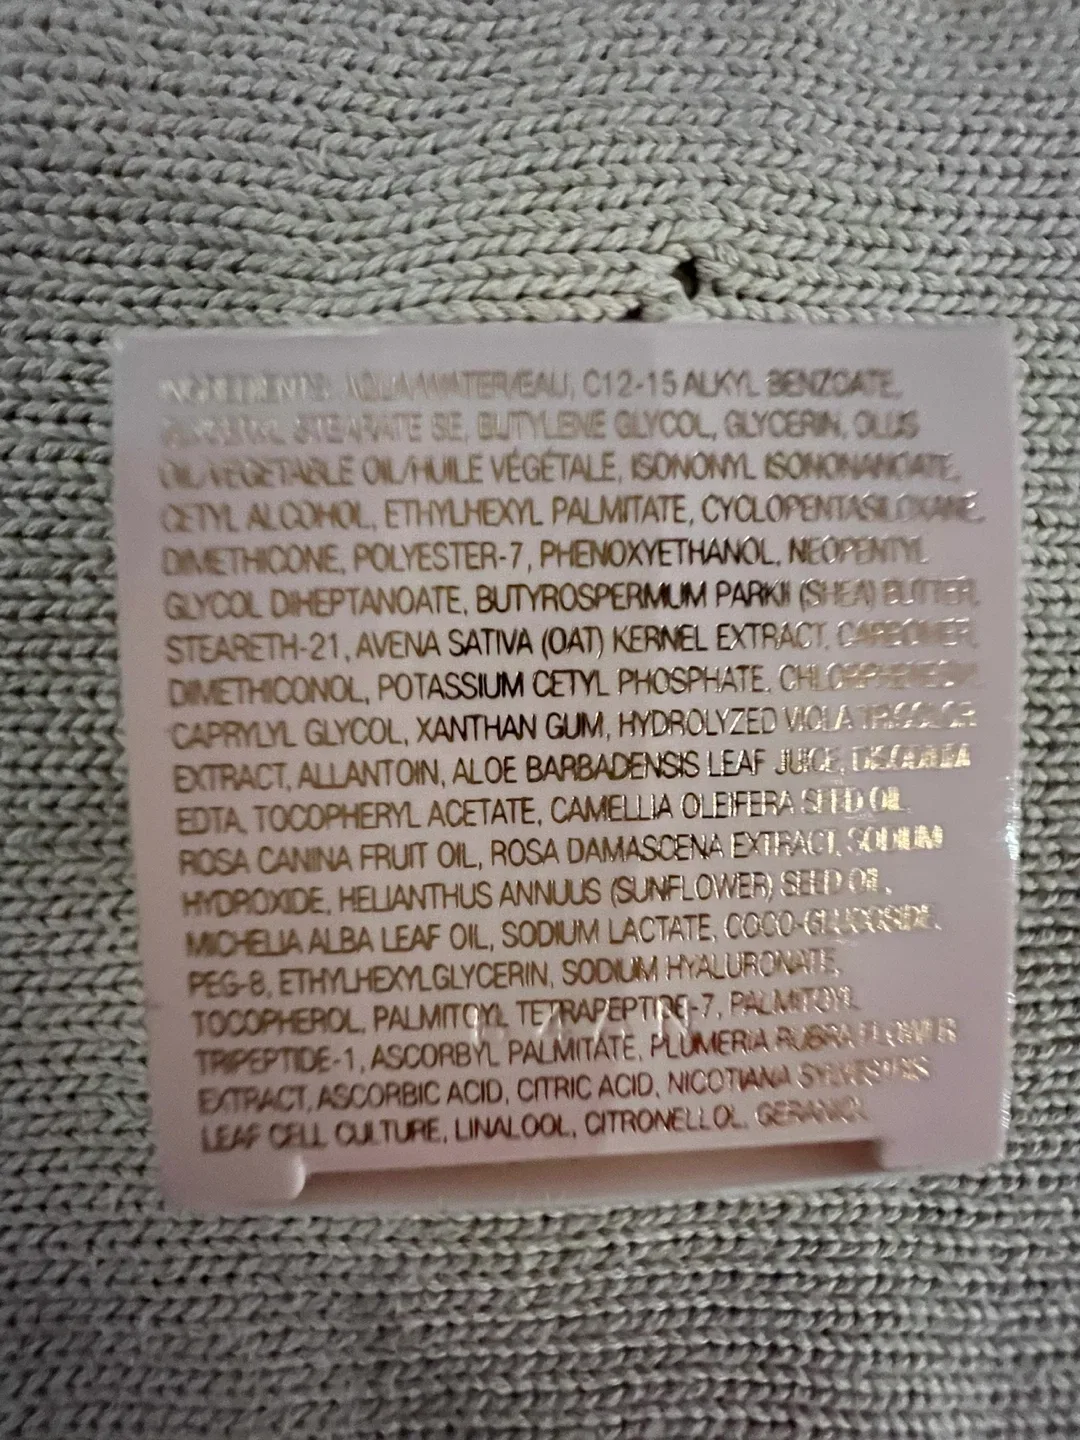 INGREDIENTS: AQUA/WATER/EAU, C12-15 ALKYL BENZOATE,
GLYCERYL STEARATE SE, BUTYLENE GLYCOL, GLYCERIN, OLUS
OIL/VEGETABLE OIL/HUILE VÉGÉTALE, ISONONYL ISONONANOATE,
CETYL ALCOHOL, ETHYLHEXYL PALMITATE, CYCLOPENTASILOXANE,
DIMETHICONE, POLYESTER-7, PHENOXYETHANOL, NEOPENTYL
GLYCOL DIHEPTANOATE, BUTYROSPERMUM PARKII (SHEA) BUTTER,
STEARETH-21, AVENA SATIVA (OAT) KERNEL EXTRACT, CARBOMER,
DIMETHICONOL, POTASSIUM CETYL PHOSPHATE, CHLORPHENESIN,
CAPRYLYL GLYCOL, XANTHAN GUM, HYDROLYZED VIOLA TRICOLOR
EXTRACT, ALLANTOIN, ALOE BARBADENSIS LEAF JUICE, DISODIUM
EDTA, TOCOPHERYL ACETATE, CAMELLIA OLEIFERA SEED OIL,
ROSA CANINA FRUIT OIL, ROSA DAMASCENA EXTRACT, SODIUM
HYDROXIDE, HELIANTHUS ANNUUS (SUNFLOWER) SEED OIL,
MICHELIA ALBA LEAF OIL, SODIUM LACTATE, COCO-GLUCOSIDE,
PEG-8, ETHYLHEXYLGLYCERIN, SODIUM HYALURONATE,
TOCOPHEROL, PALMITOYL TETRAPEPTIDE-7, PALMITOYL
TRIPEPTIDE-1, ASCORBYL PALMITATE, PLUMERIA RUBRA FLOWER
EXTRACT, ASCORBIC ACID, CITRIC ACID, NICOTIANA SYLVESTRIS
LEAF CELL CULTURE, LINALOOL, CITRONELLOL, GERANIOL